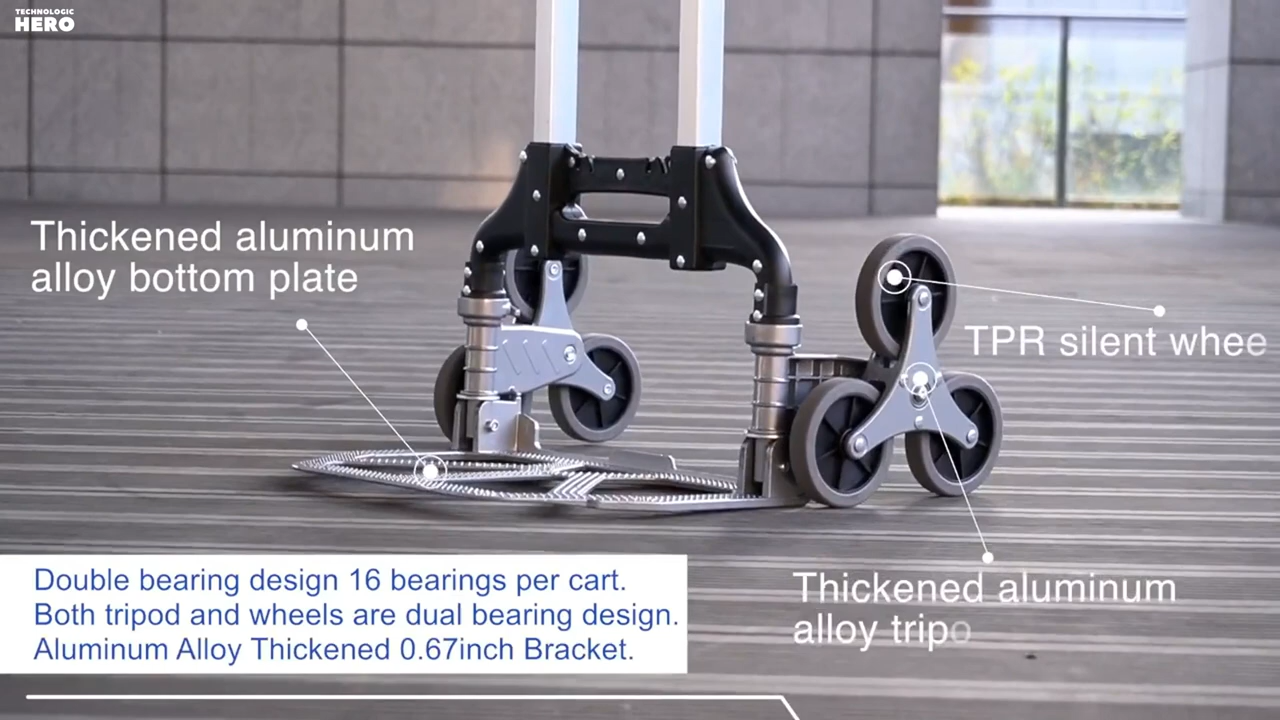 TECHNOLOGIC
HERO
Thickened aluminum
alloy bottom plate
TPR silent whee
Thickened aluminum
alloy tripo
Double bearing design 16 bearings per cart.
Both tripod and wheels are dual bearing design.
Aluminum Alloy Thickened 0.67inch Bracket.